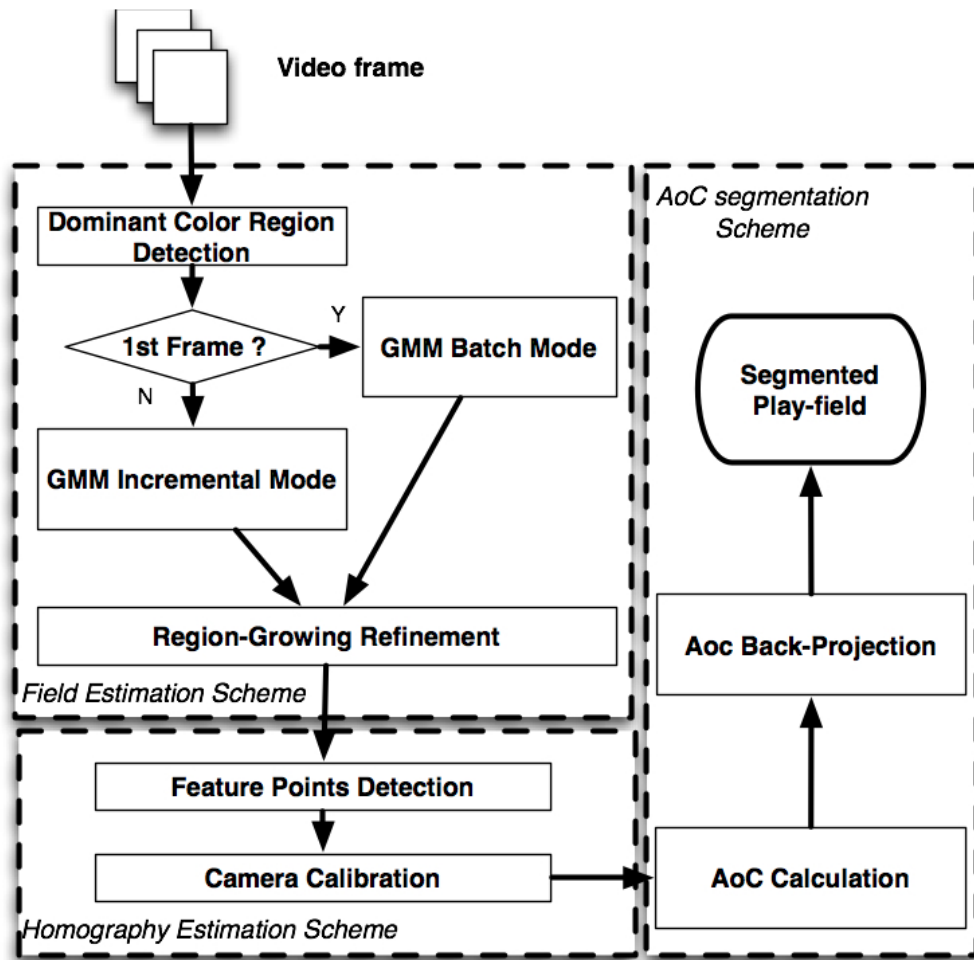 Video frame
Dominant Color Region
Detection
1st Frame ?
Y
N
GMM Batch Mode
GMM Incremental Mode
Region-Growing Refinement
Field Estimation Scheme
Feature Points Detection
Camera Calibration
Homography Estimation Scheme
AoC segmentation
Scheme
Segmented
Play-field
Aoc Back-Projection
AoC Calculation